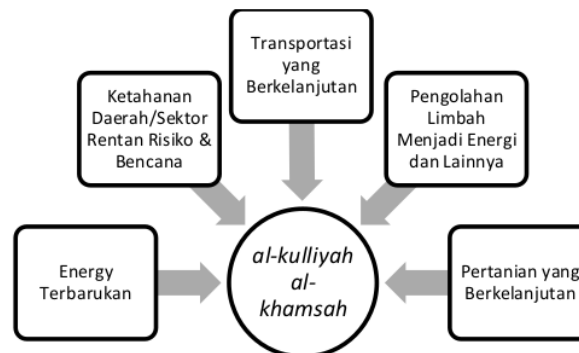 Transportasi
yang
Berkelanjutan
Ketahanan
Daerah/Sektor
Rentan Risiko &
Bencana
Pengolahan
Limbah
Menjadi Energi
dan Lainnya
Energy
Terbarukan
al-kulliyah
al-
khamsah
Pertanian yang
Berkelanjutan